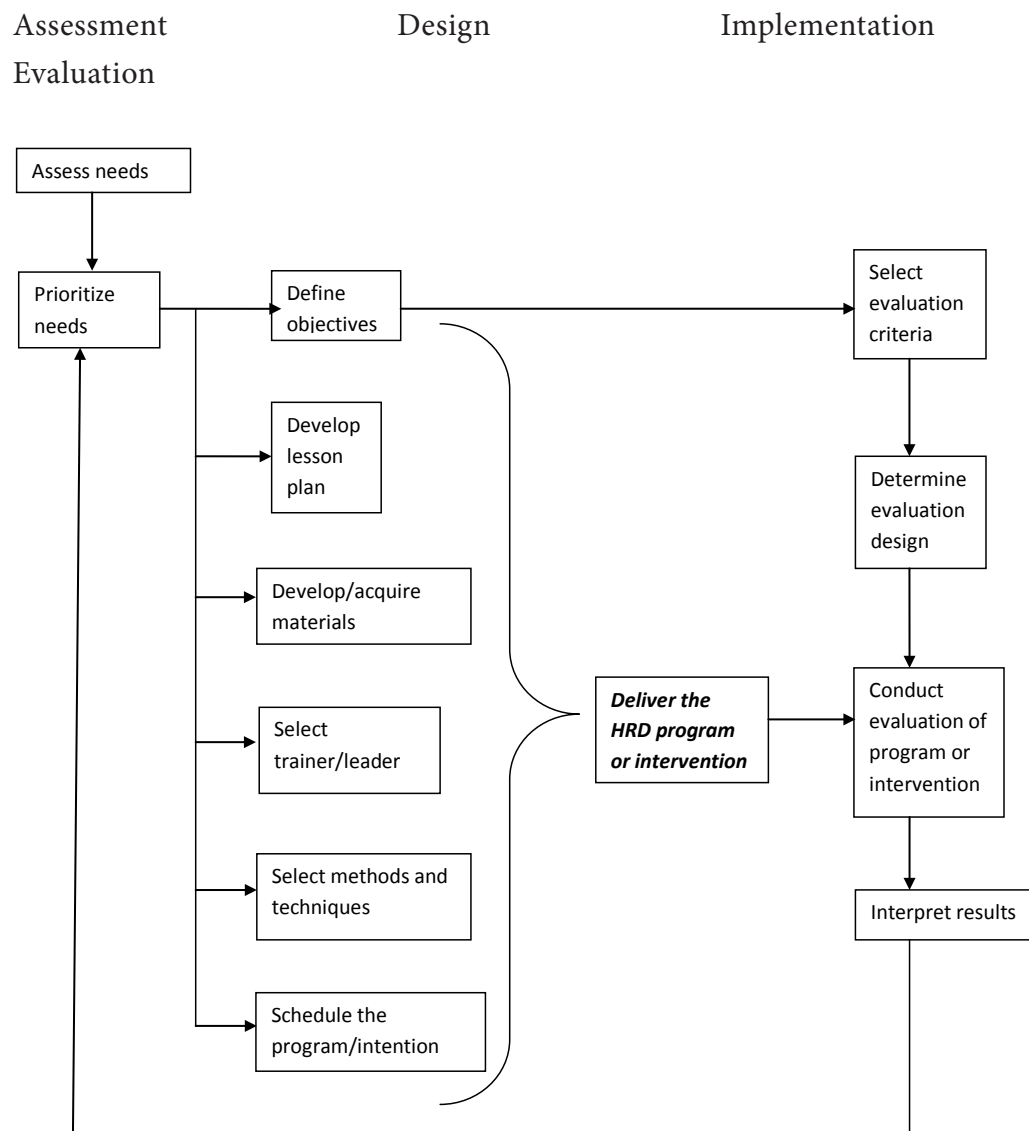 Assessment Design Implementation
Evaluation
Assess needs
Prioritize
needs
Define
objectives
Select
evaluation
criteria
Develop
lesson
plan
Determine
evaluation
design
Develop/acquire
materials
Select
trainer/leader
Deliver the
HRD program
or intervention
Conduct
evaluation of
program or
intervention
Select methods and
techniques
Interpret results
Schedule the
program/intention